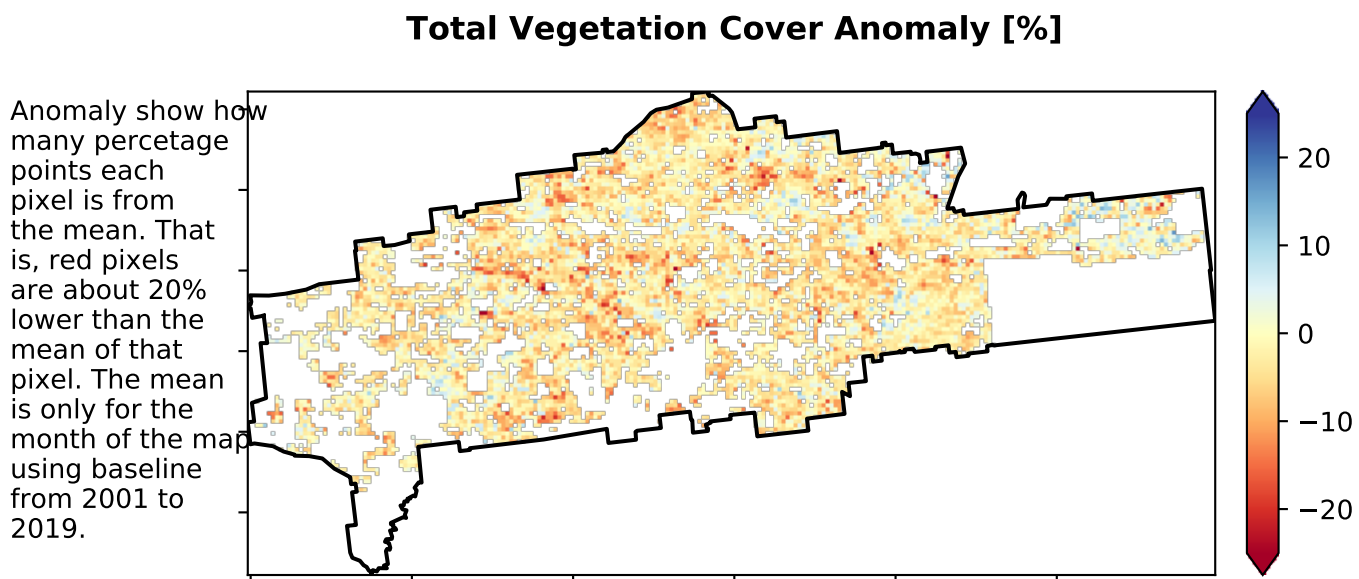 Total Vegetation Cover Anomaly [%]
Anomaly show how
many percetage
points each
pixel is from
the mean. That
is, red pixels
are about 20%
lower than the
mean of that
pixel. The mean
is only for the
month of the map
using baseline
from 2001 to
2019.
20
10
0
−10
−20